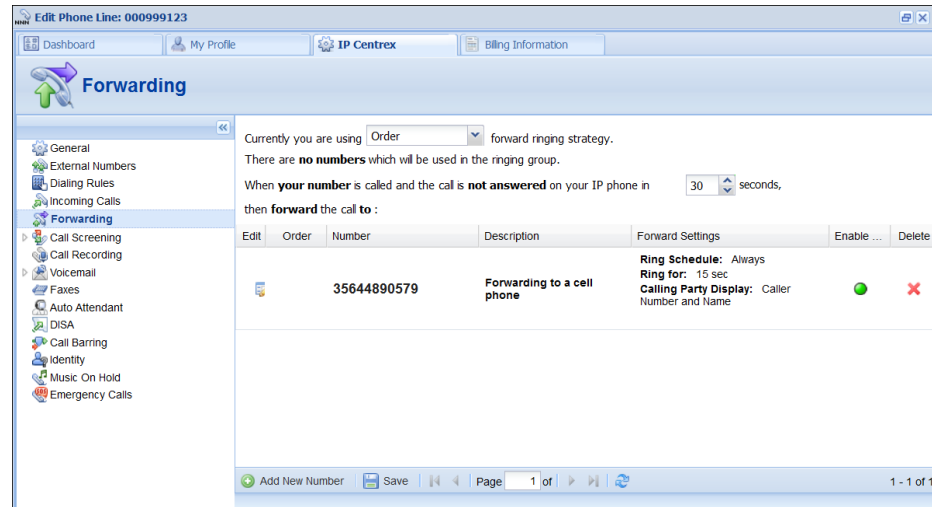 NNN Edit Phone Line: 000999123
Dashboard My Profile IP Centrex Billing Information
Forwarding
General
External Numbers
Dialing Rules
Incoming Calls
Forwarding
Call Screening
Call Recording
Voicemail
Faxes
Auto Attendant
DISA
Call Barring
Identity
Music On Hold
Emergency Calls
Currently you are using Order forward ringing strategy.
There are no numbers which will be used in the ringing group.
When your number is called and the call is not answered on your IP phone in 30 seconds,
then forward the call to :
Edit Order Number Description Forward Settings Enable ... Delete
35644890579
Forwarding to a cell
phone
Ring Schedule: Always
Ring for: 15 sec
Calling Party Display: Caller
Number and Name
Add New Number Save Page 1 of 1 - 1 of 1